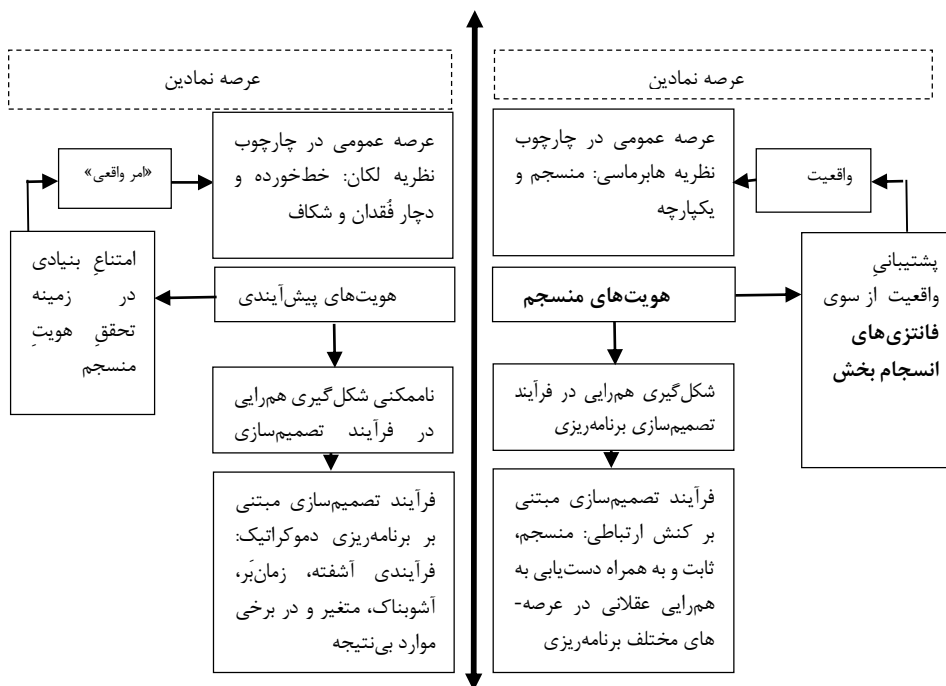 عرصه نمادین
عرصه عمومی در چارچوب
نظریه هابرماسی: منسجم و
یکپارچه
واقعیت
پشتیبانیِ
واقعیت از سوی
فانتزی‌های
انسجام بخش
هویت‌های منسجم
شکل‌گیری هم‌رایی در فرآیند
تصمیم‌سازی برنامه‌ریزی
فرآیند تصمیم‌سازی مبتنی
بر کنش ارتباطی: منسجم،
ثابت و به همراه دست‌یابی به
هم‌رایی عقلانی در عرصه-
های مختلف برنامه‌ریزی
عرصه نمادین
عرصه عمومی در چارچوب
نظریه لکان: خط‌خورده و
دچار فُقدان و شکاف
«امر واقعی»
امتناعِ بنیادی
در زمینه
تحققِ هویتِ
منسجم
هویت‌های پیش‌آیندی
ناممکنی شکل‌گیری هم‌رایی
در فرآیند تصمیم‌سازی
فرآیند تصمیم‌سازی مبتنی
بر برنامه‌ریزی دموکراتیک:
فرآیندی آشفته، زمان‌بَر،
آشوبناک، متغیر و در برخی
موارد بی‌نتیجه